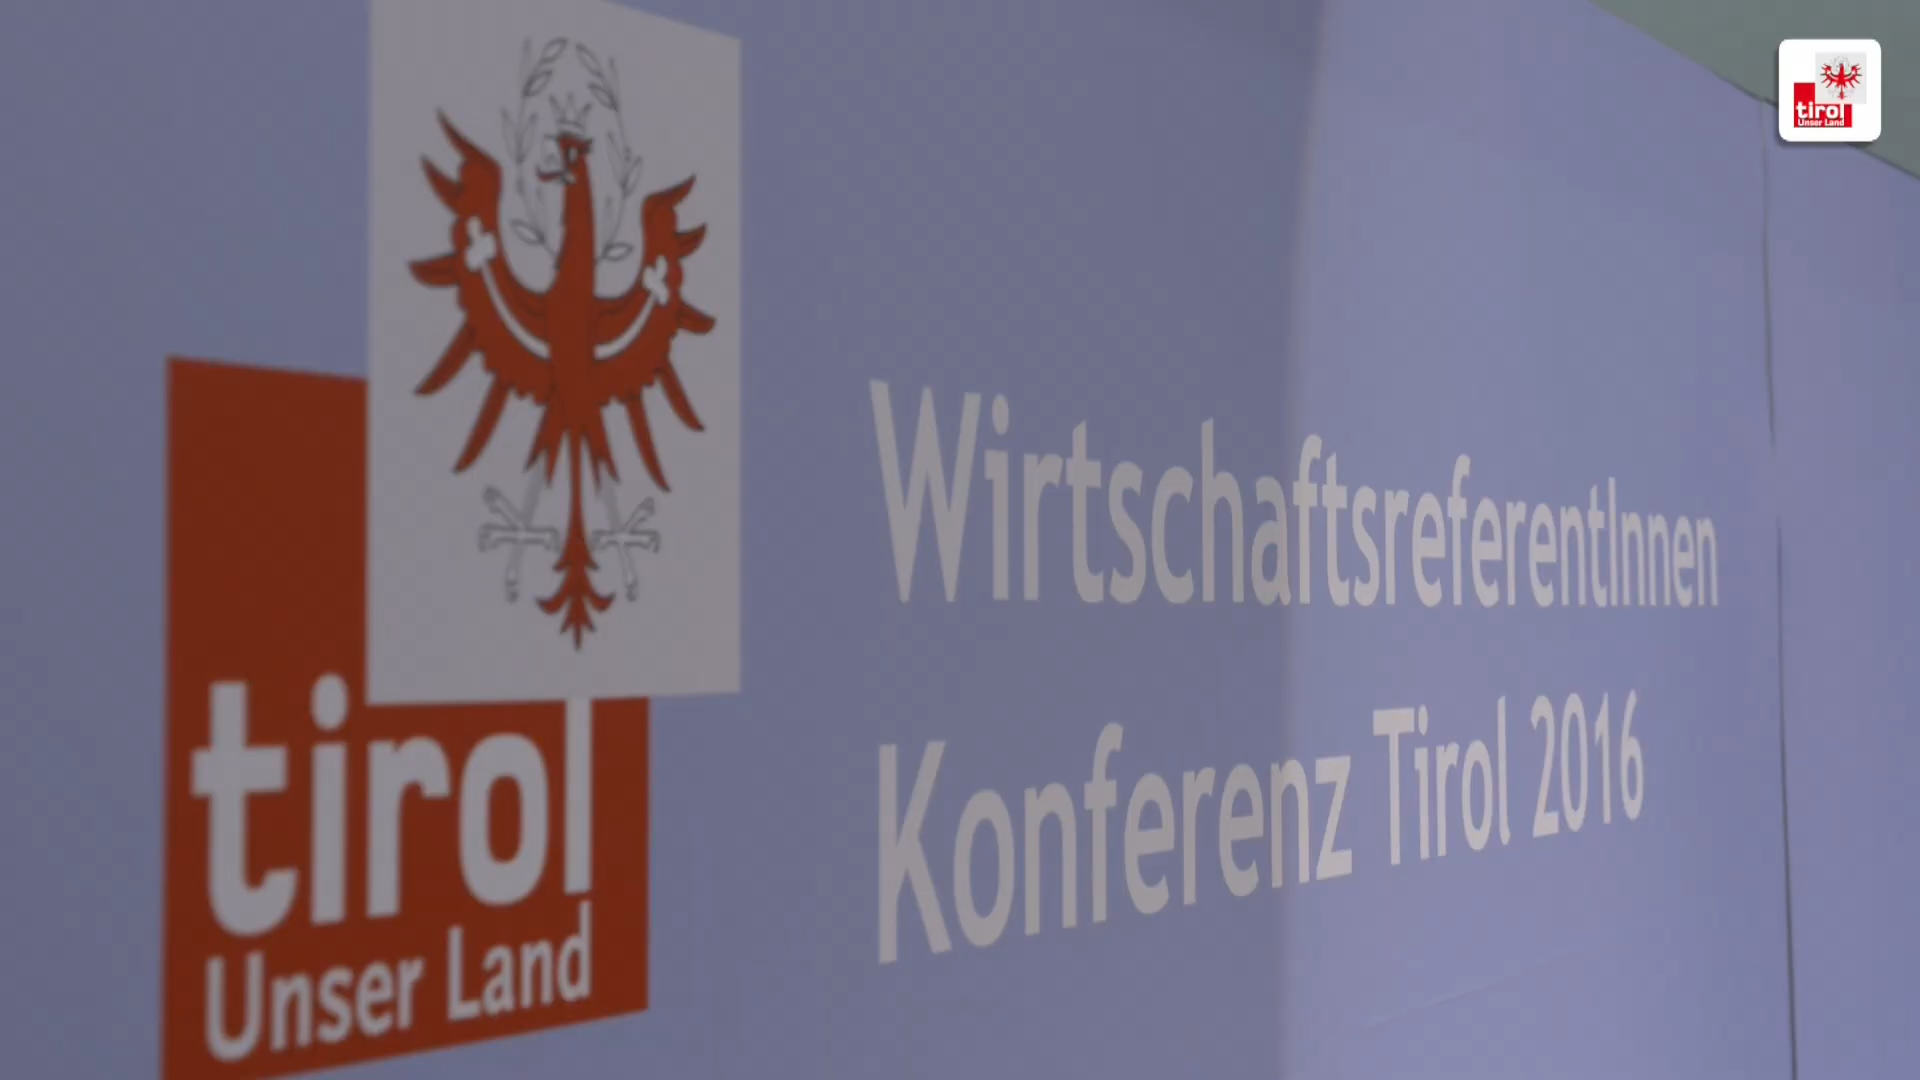 tirol
Unser Land
WirtschaftsreferentInnen
Konferenz Tirol 2016
tirol
Unser Land